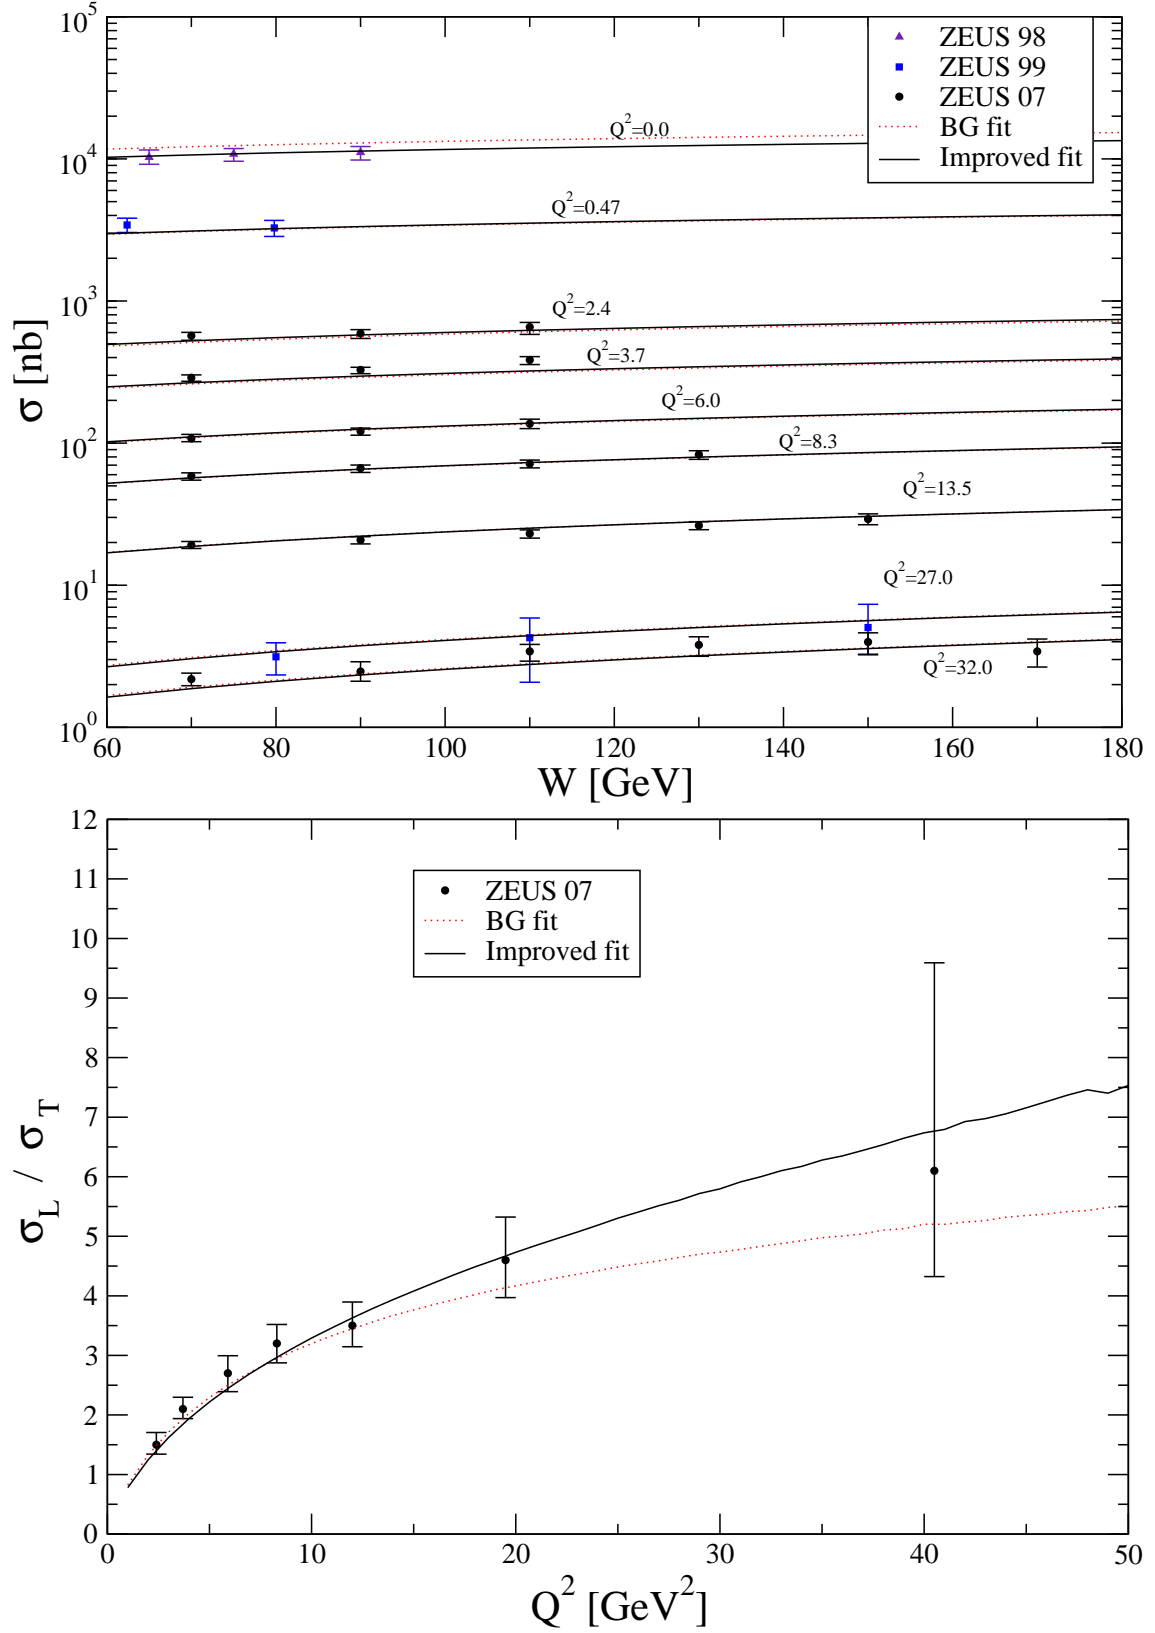 10^5
ZEUS 98
ZEUS 99
ZEUS 07
BG fit
Improved fit
Q^2=0.0
10^4
Q^2=0.47
10^3
Q^2=2.4
Q^2=3.7
Q^2=6.0
10^2
Q^2=8.3
Q^2=13.5
10^1
Q^2=27.0
Q^2=32.0
10^0
σ [nb]
60 80 100 120 140 160 180
W [GeV]
12
11
10
9
8
7
6
5
4
3
2
1
0
ZEUS 07
BG fit
Improved fit
σ_L / σ_T
0 10 20 30 40 50
Q^2 [GeV^2]